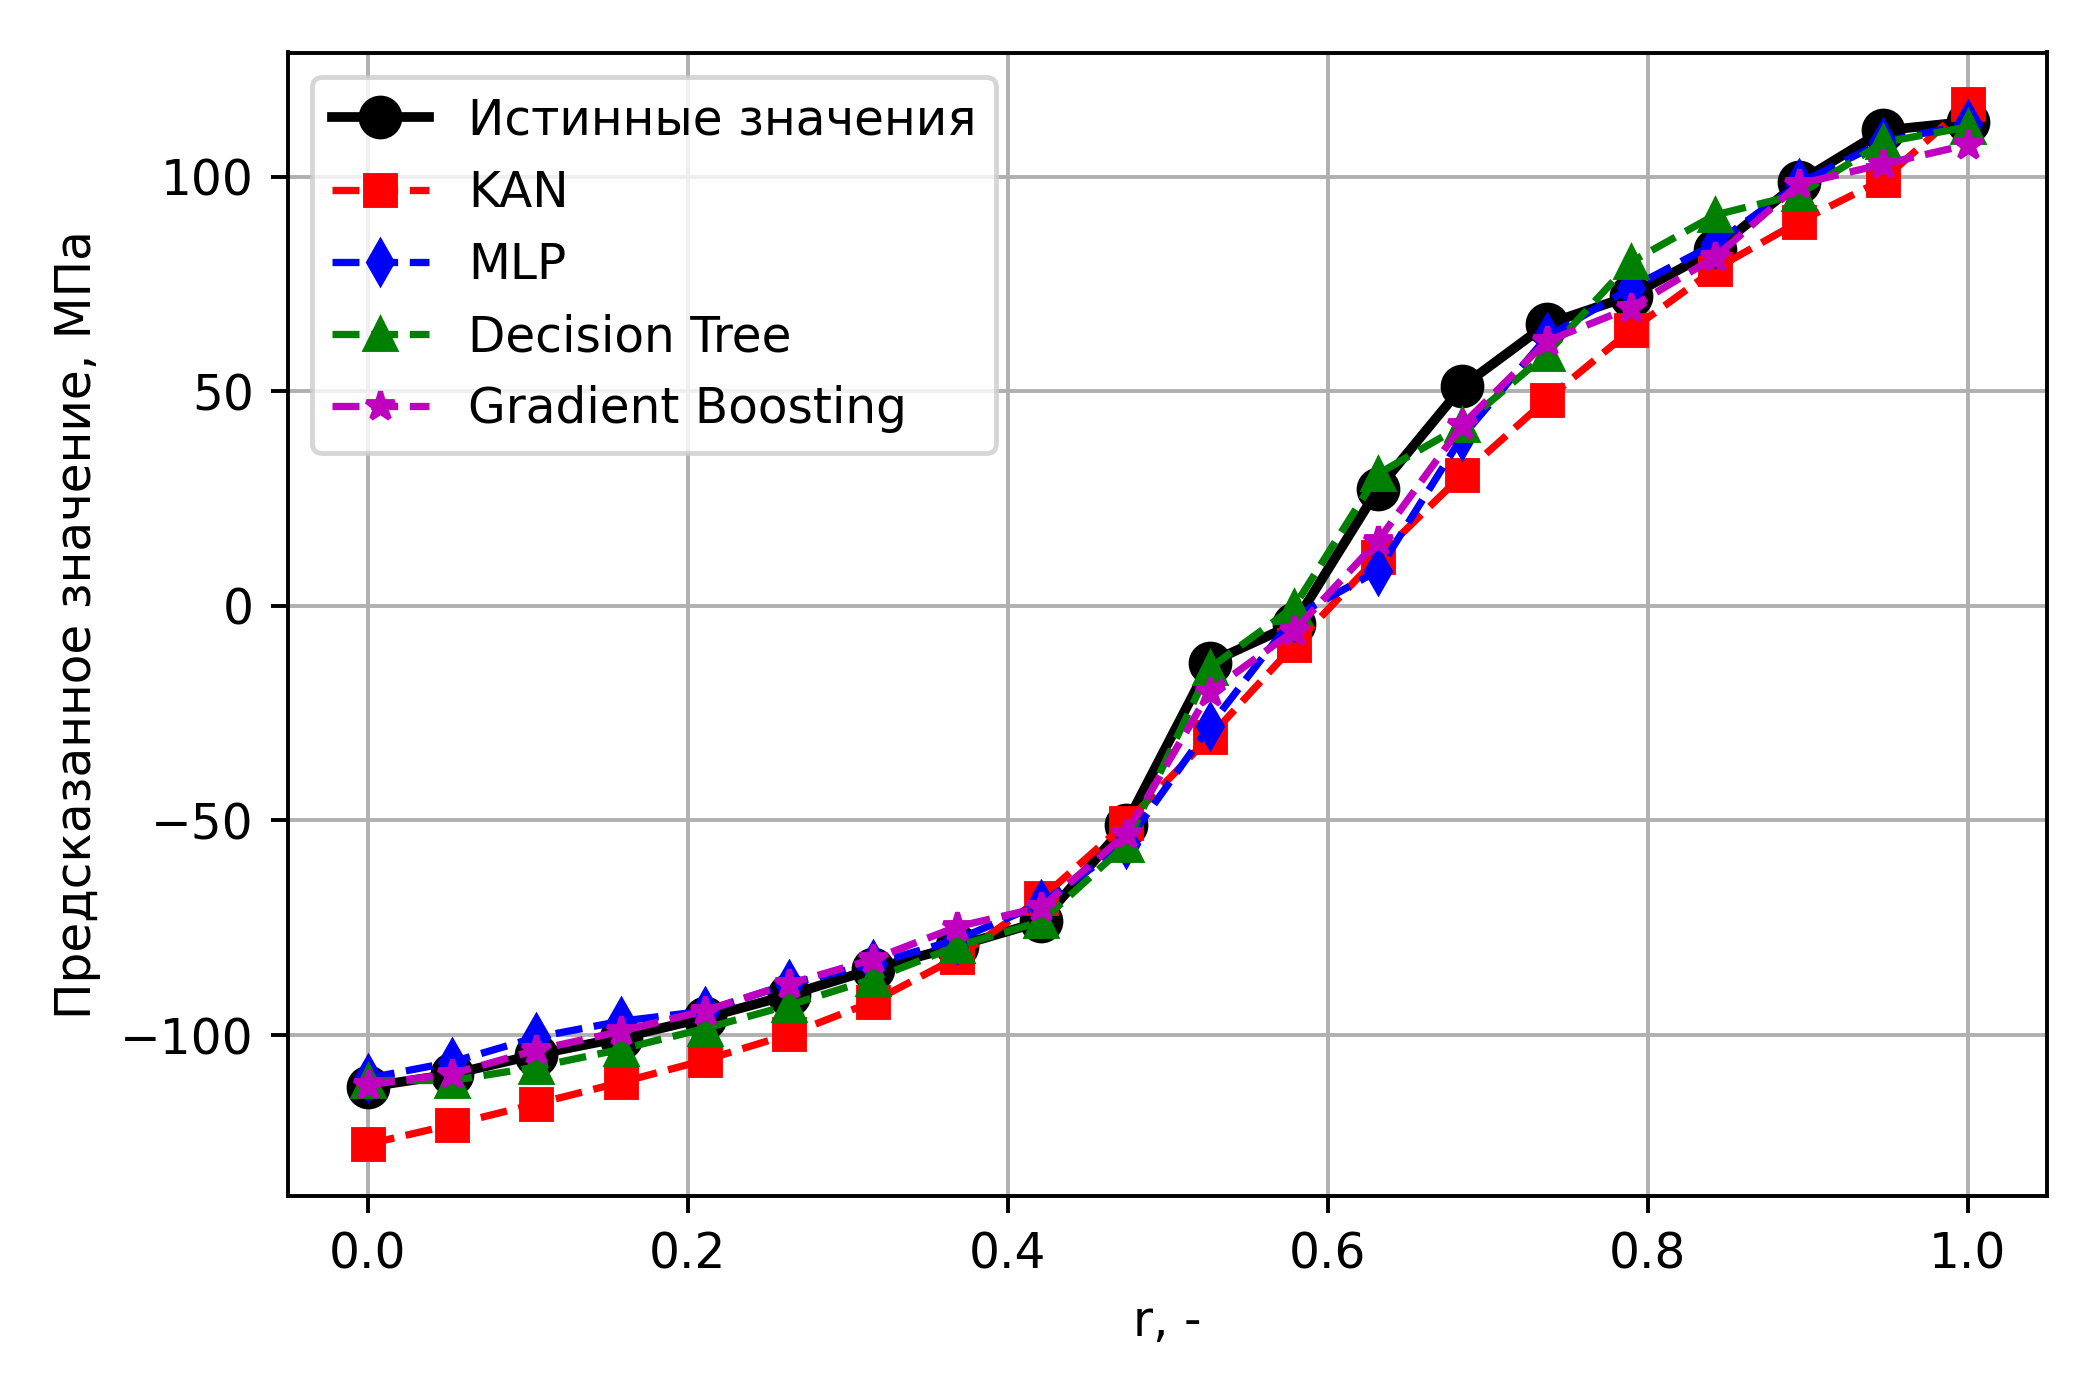 Истинные значения
KAN
MLP
Decision Tree
Gradient Boosting
Предсказанное значение, МПа
100
50
0
−50
−100
0.0 0.2 0.4 0.6 0.8 1.0
r, -